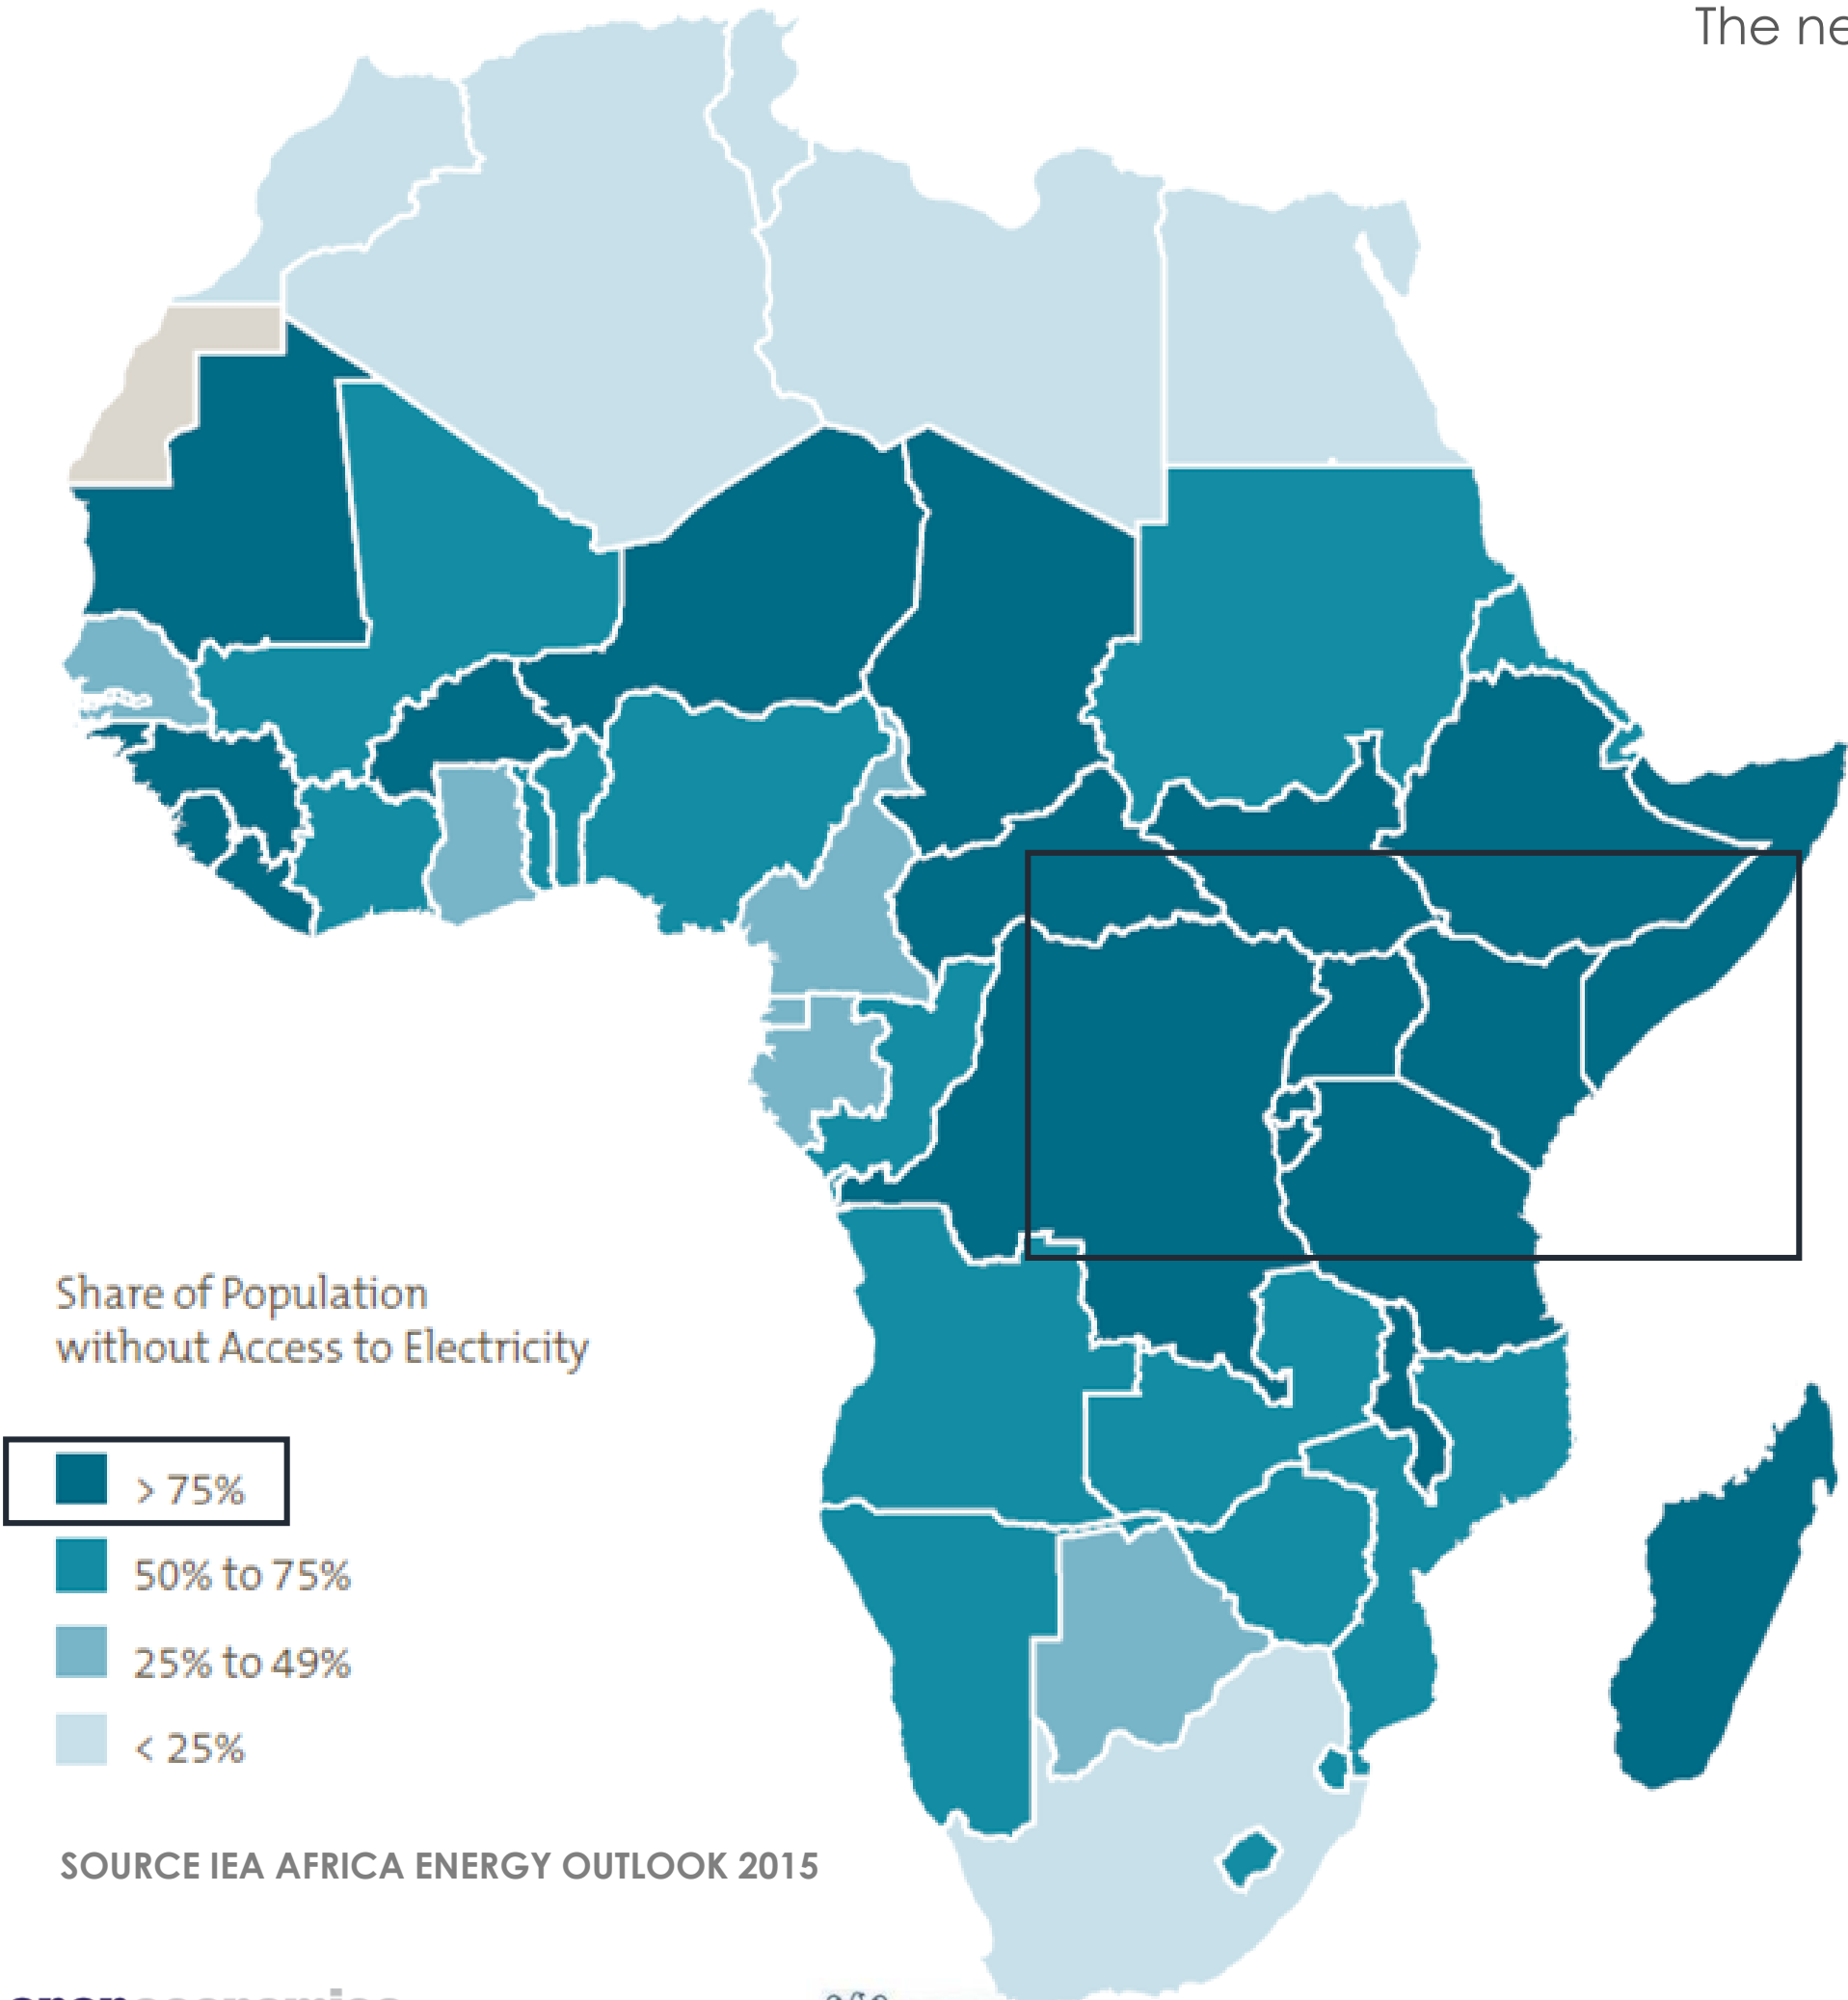 The ne
Share of Population
without Access to Electricity
> 75%
50% to 75%
25% to 49%
< 25%
SOURCE IEA AFRICA ENERGY OUTLOOK 2015